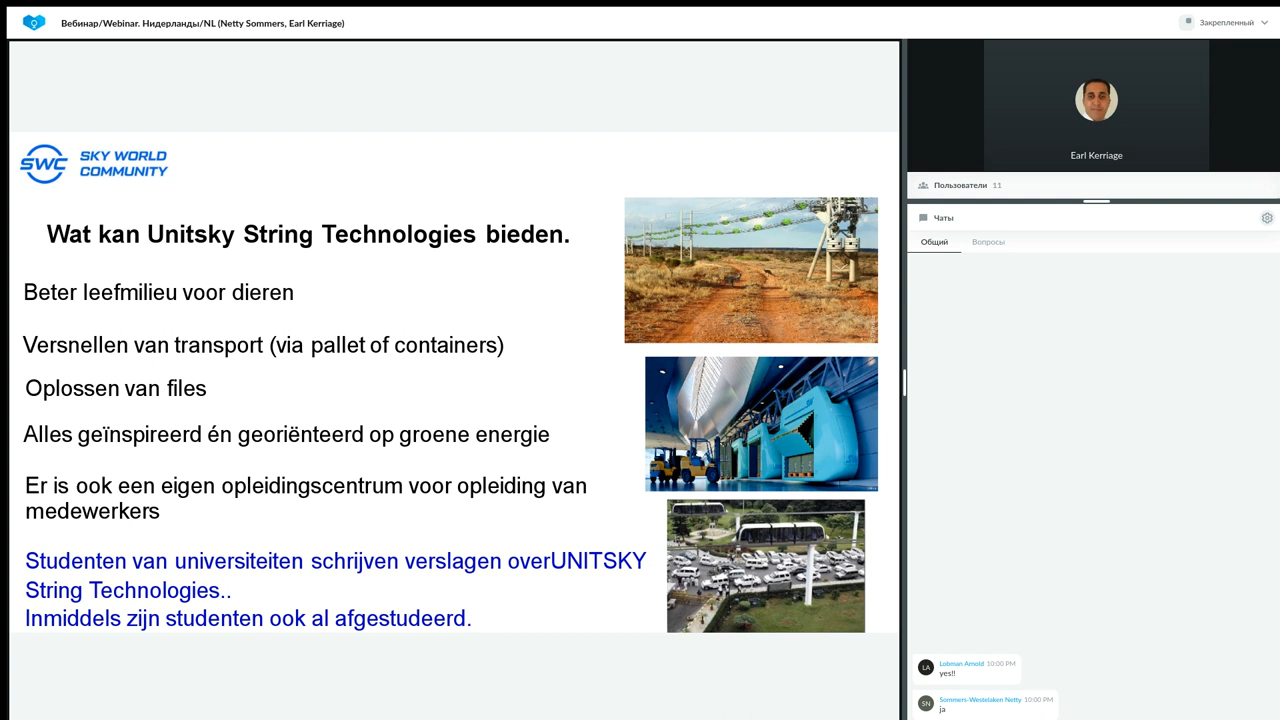 Вебинар/Webinar. Нидерланды/NL (Netty Sommers, Earl Kerriage)
Закрепленный
SWC SKY WORLD
COMMUNITY
Wat kan Unitsky String Technologies bieden.
Beter leefmilieu voor dieren
Versnellen van transport (via pallet of containers)
Oplossen van files
Alles geïnspireerd én georiënteerd op groene energie
Er is ook een eigen opleidingscentrum voor opleiding van
medewerkers
Studenten van universiteiten schrijven verslagen overUNITSKY
String Technologies..
Inmiddels zijn studenten ook al afgestudeerd.
Earl Kerriage
Пользователи 11
Чаты
Общий Вопросы
LA Lobman Arnold 10:00 PM
yes!!
SN Sommers-Westelaken Netty 10:00 PM
ja